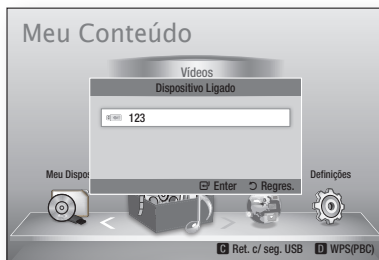 Meu Conteúdo
Vídeos
Dispositivo Ligado
123
Meu Dispos
Definições
Enter Regres.
C Ret. c/ seg. USB D WPS(PBC)